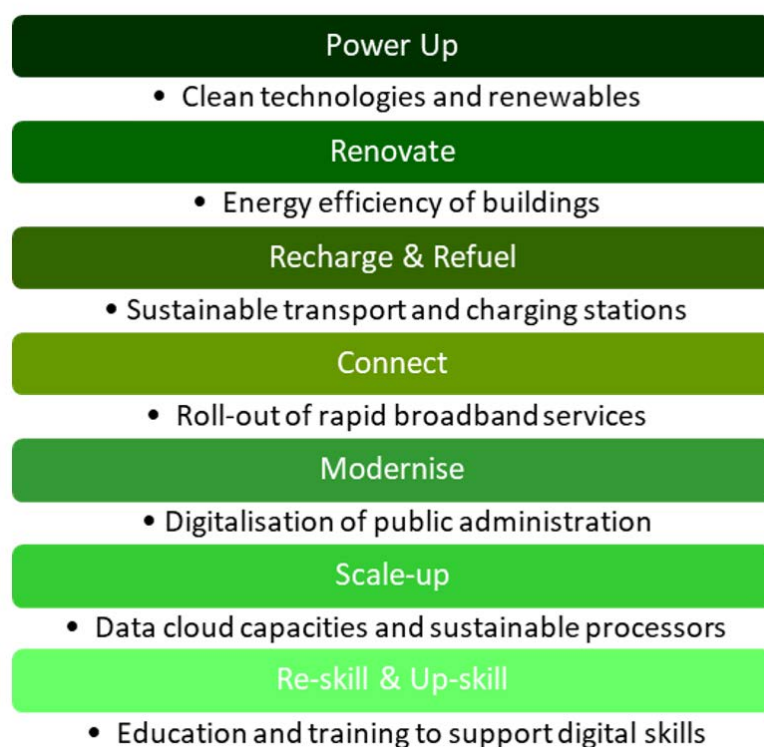 Power Up
• Clean technologies and renewables
Renovate
• Energy efficiency of buildings
Recharge & Refuel
• Sustainable transport and charging stations
Connect
• Roll-out of rapid broadband services
Modernise
• Digitalisation of public administration
Scale-up
• Data cloud capacities and sustainable processors
Re-skill & Up-skill
• Education and training to support digital skills